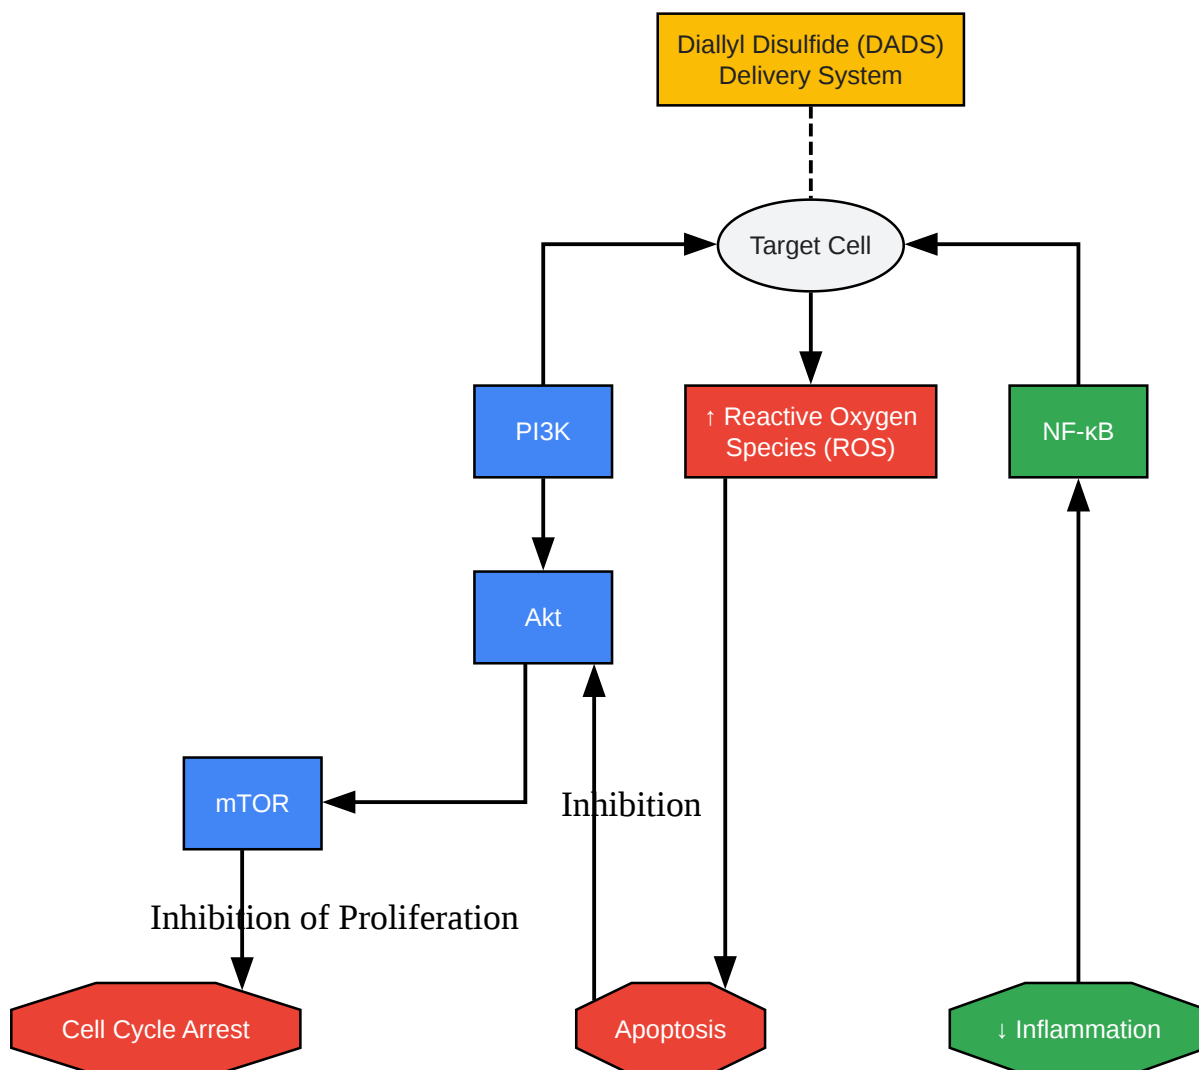 Diallyl Disulfide (DADS)
Delivery System
Target Cell
PI3K
↑ Reactive Oxygen
Species (ROS)
NF-κB
Akt
mTOR
Inhibition
Inhibition of Proliferation
Cell Cycle Arrest
Apoptosis
↓ Inflammation